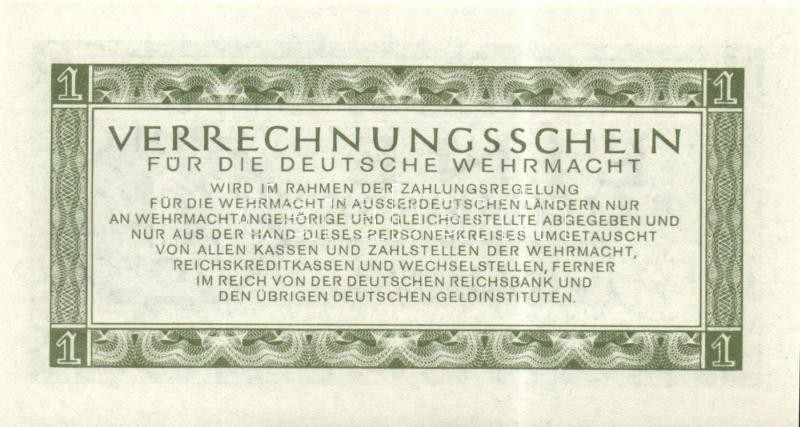 1 1
VERRECHNUNGSSCHEIN
FÜR DIE DEUTSCHE WEHRMACHT
WIRD IM RAHMEN DER ZAHLUNGSREGELUNG
FÜR DIE WEHRMACHT IN AUSSERDEUTSCHEN LÄNDERN NUR
AN WEHRMACHTANGEHÖRIGE UND GLEICHGESTELLTE ABGEGEBEN UND
NUR AUS DER HAND DIESES PERSONENKREISES UMGETAUSCHT
VON ALLEN KASSEN UND ZAHLSTELLEN DER WEHRMACHT,
REICHSKREDITKASSEN UND WECHSELSTELLEN, FERNER
IM REICH VON DER DEUTSCHEN REICHSBANK UND
DEN ÜBRIGEN DEUTSCHEN GELDINSTITUTEN.
1 1